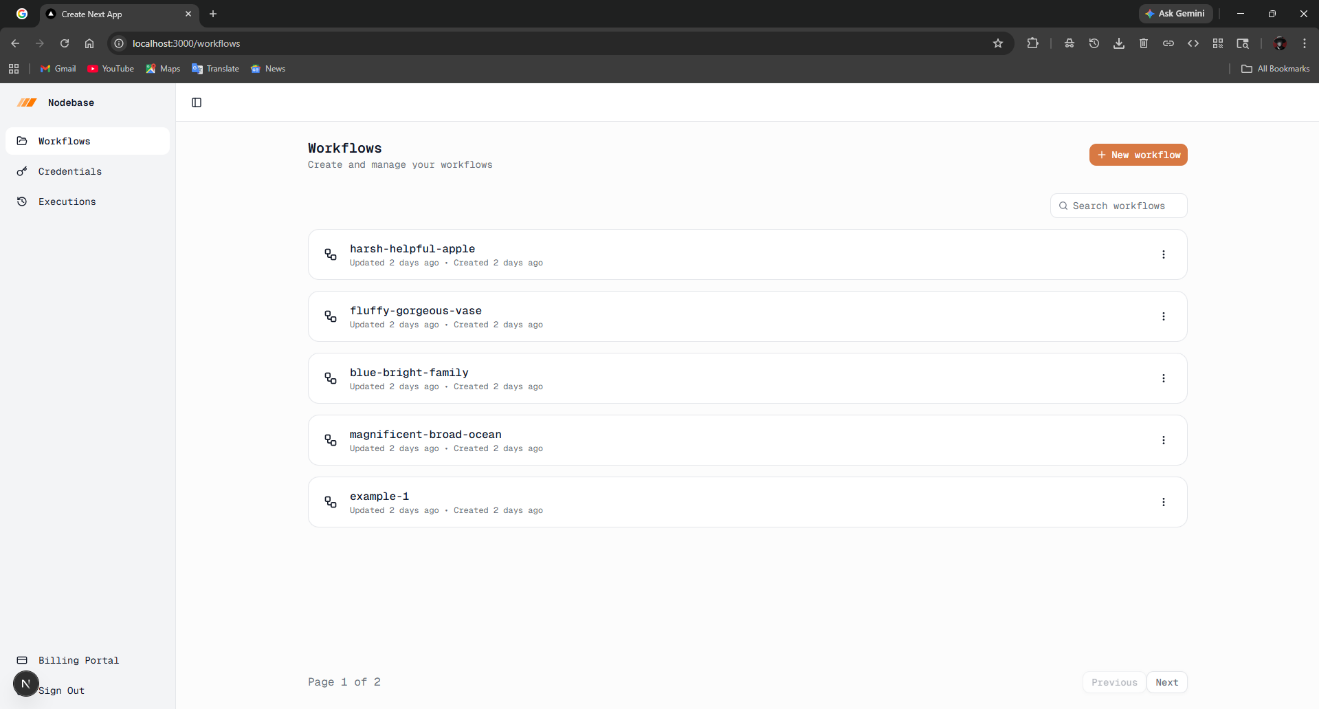 Create Next App
Ask Gemini
localhost:3000/workflows
Gmail
YouTube
Maps
Translate
News
All Bookmarks
Nodebase
Workflows
Credentials
Executions
Billing Portal
N
Sign Out
Workflows
Create and manage your workflows
+ New workflow
Search workflows
harsh-helpful-apple
Updated 2 days ago • Created 2 days ago
fluffy-gorgeous-vase
Updated 2 days ago • Created 2 days ago
blue-bright-family
Updated 2 days ago • Created 2 days ago
magnificent-broad-ocean
Updated 2 days ago • Created 2 days ago
example-1
Updated 2 days ago • Created 2 days ago
Page 1 of 2
Previous
Next